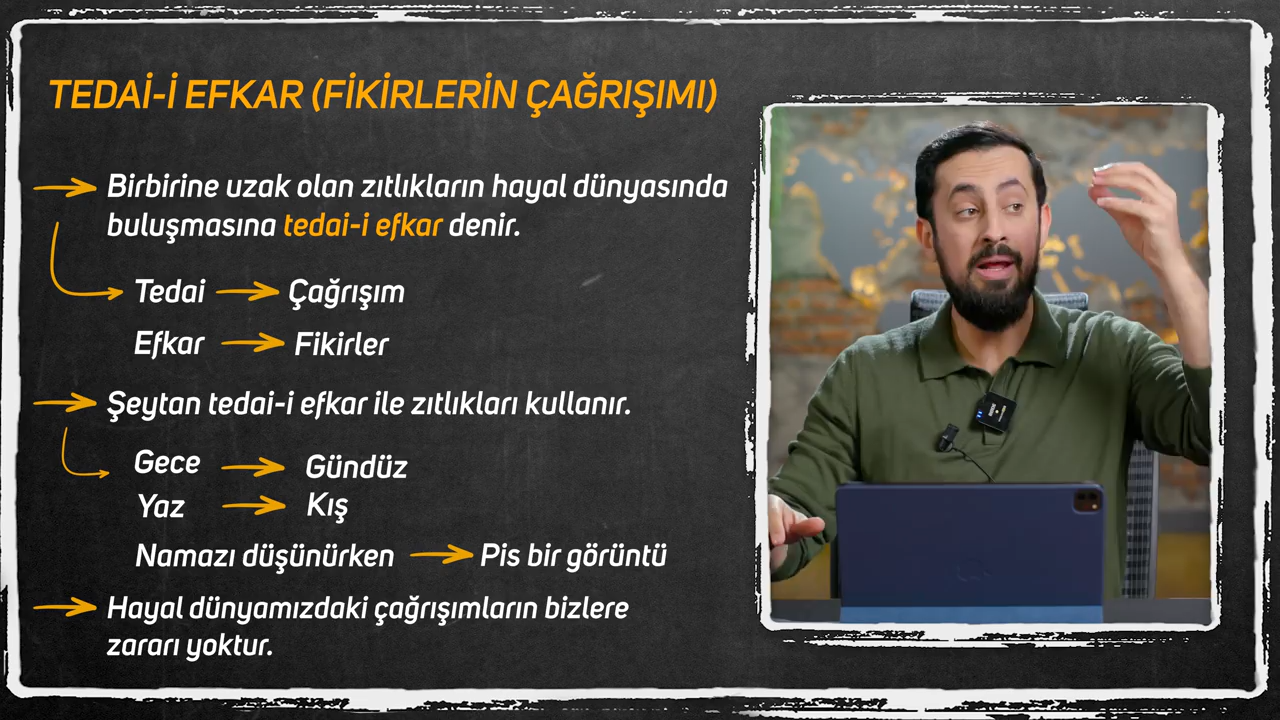 TEDAİ-İ EFKAR (FİKİRLERİN ÇAĞRIŞIMI)
Birbirine uzak olan zıtlıkların hayal dünyasında
buluşmasına tedai-i efkar denir.
Tedai → Çağrışım
Efkar → Fikirler
Şeytan tedai-i efkar ile zıtlıkları kullanır.
Gece → Gündüz
Yaz → Kış
Namazı düşünürken → Pis bir görüntü
Hayal dünyamızdaki çağrışımların bizlere
zararı yoktur.